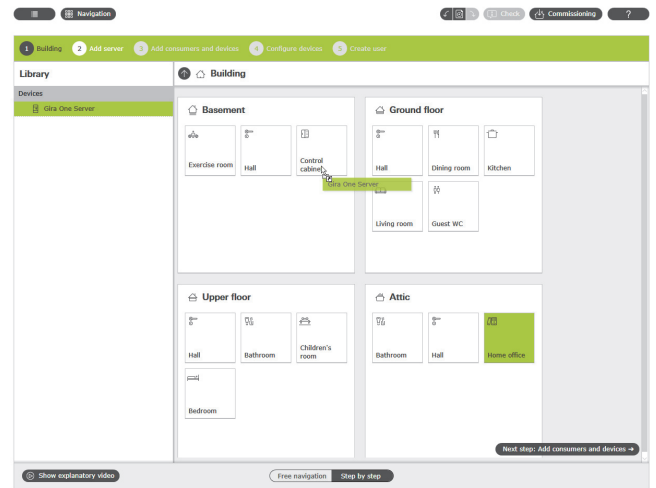 Navigation
Check
Commissioning
?
1 Building 2 Add server 3 Add consumers and devices 4 Configure devices 5 Create user
Library
Building
Devices
Gira One Server
Basement
Ground floor
Exercise room
Hall
Control
cabinet
Hall
Dining room
Kitchen
Gira One Server
Living room
Guest WC
Upper floor
Attic
Hall
Bathroom
Children's
room
Bathroom
Hall
Home office
Bedroom
Next step: Add consumers and devices →
Show explanatory video
Free navigation
Step by step